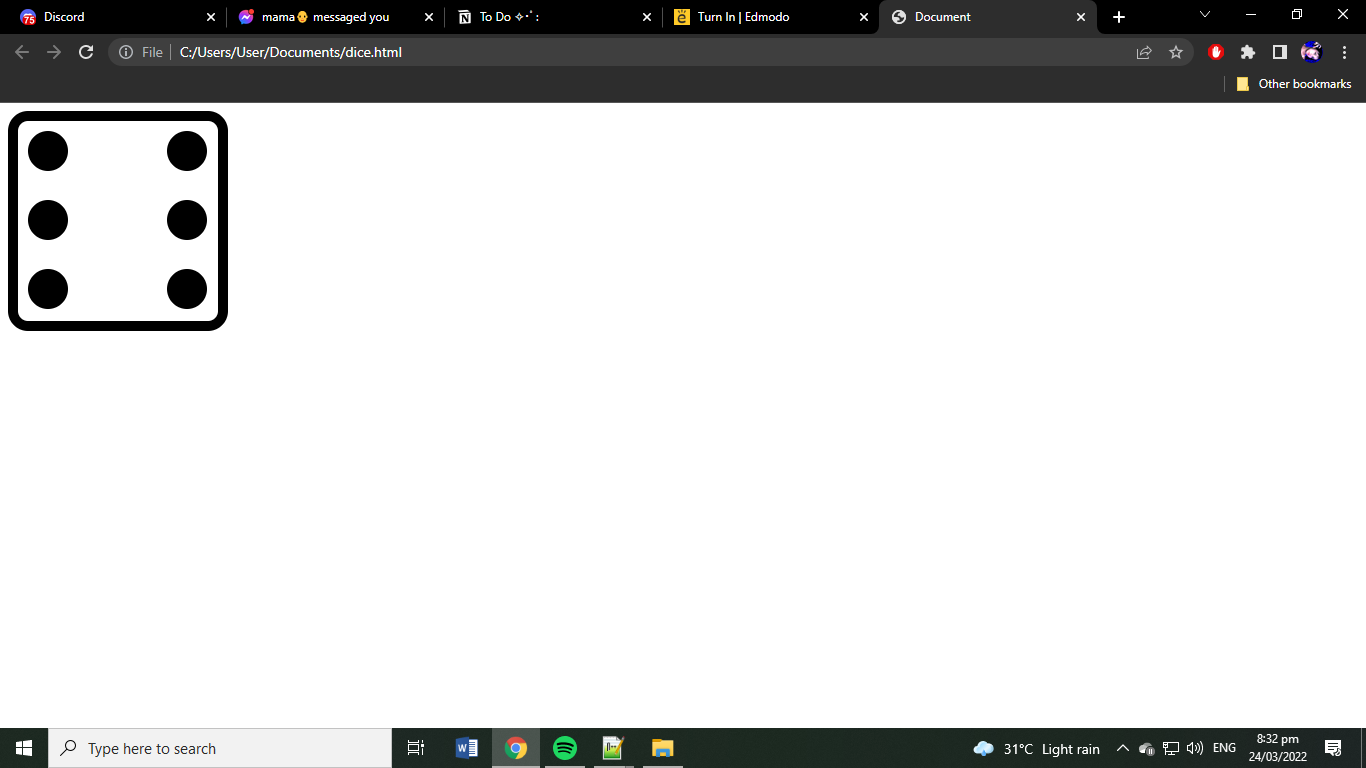 75 Discord
mama👴 messaged you
To Do ✧･ﾟ:
Turn In | Edmodo
Document
File C:/Users/User/Documents/dice.html
Other bookmarks
Type here to search
31°C Light rain
ENG
8:32 pm
24/03/2022